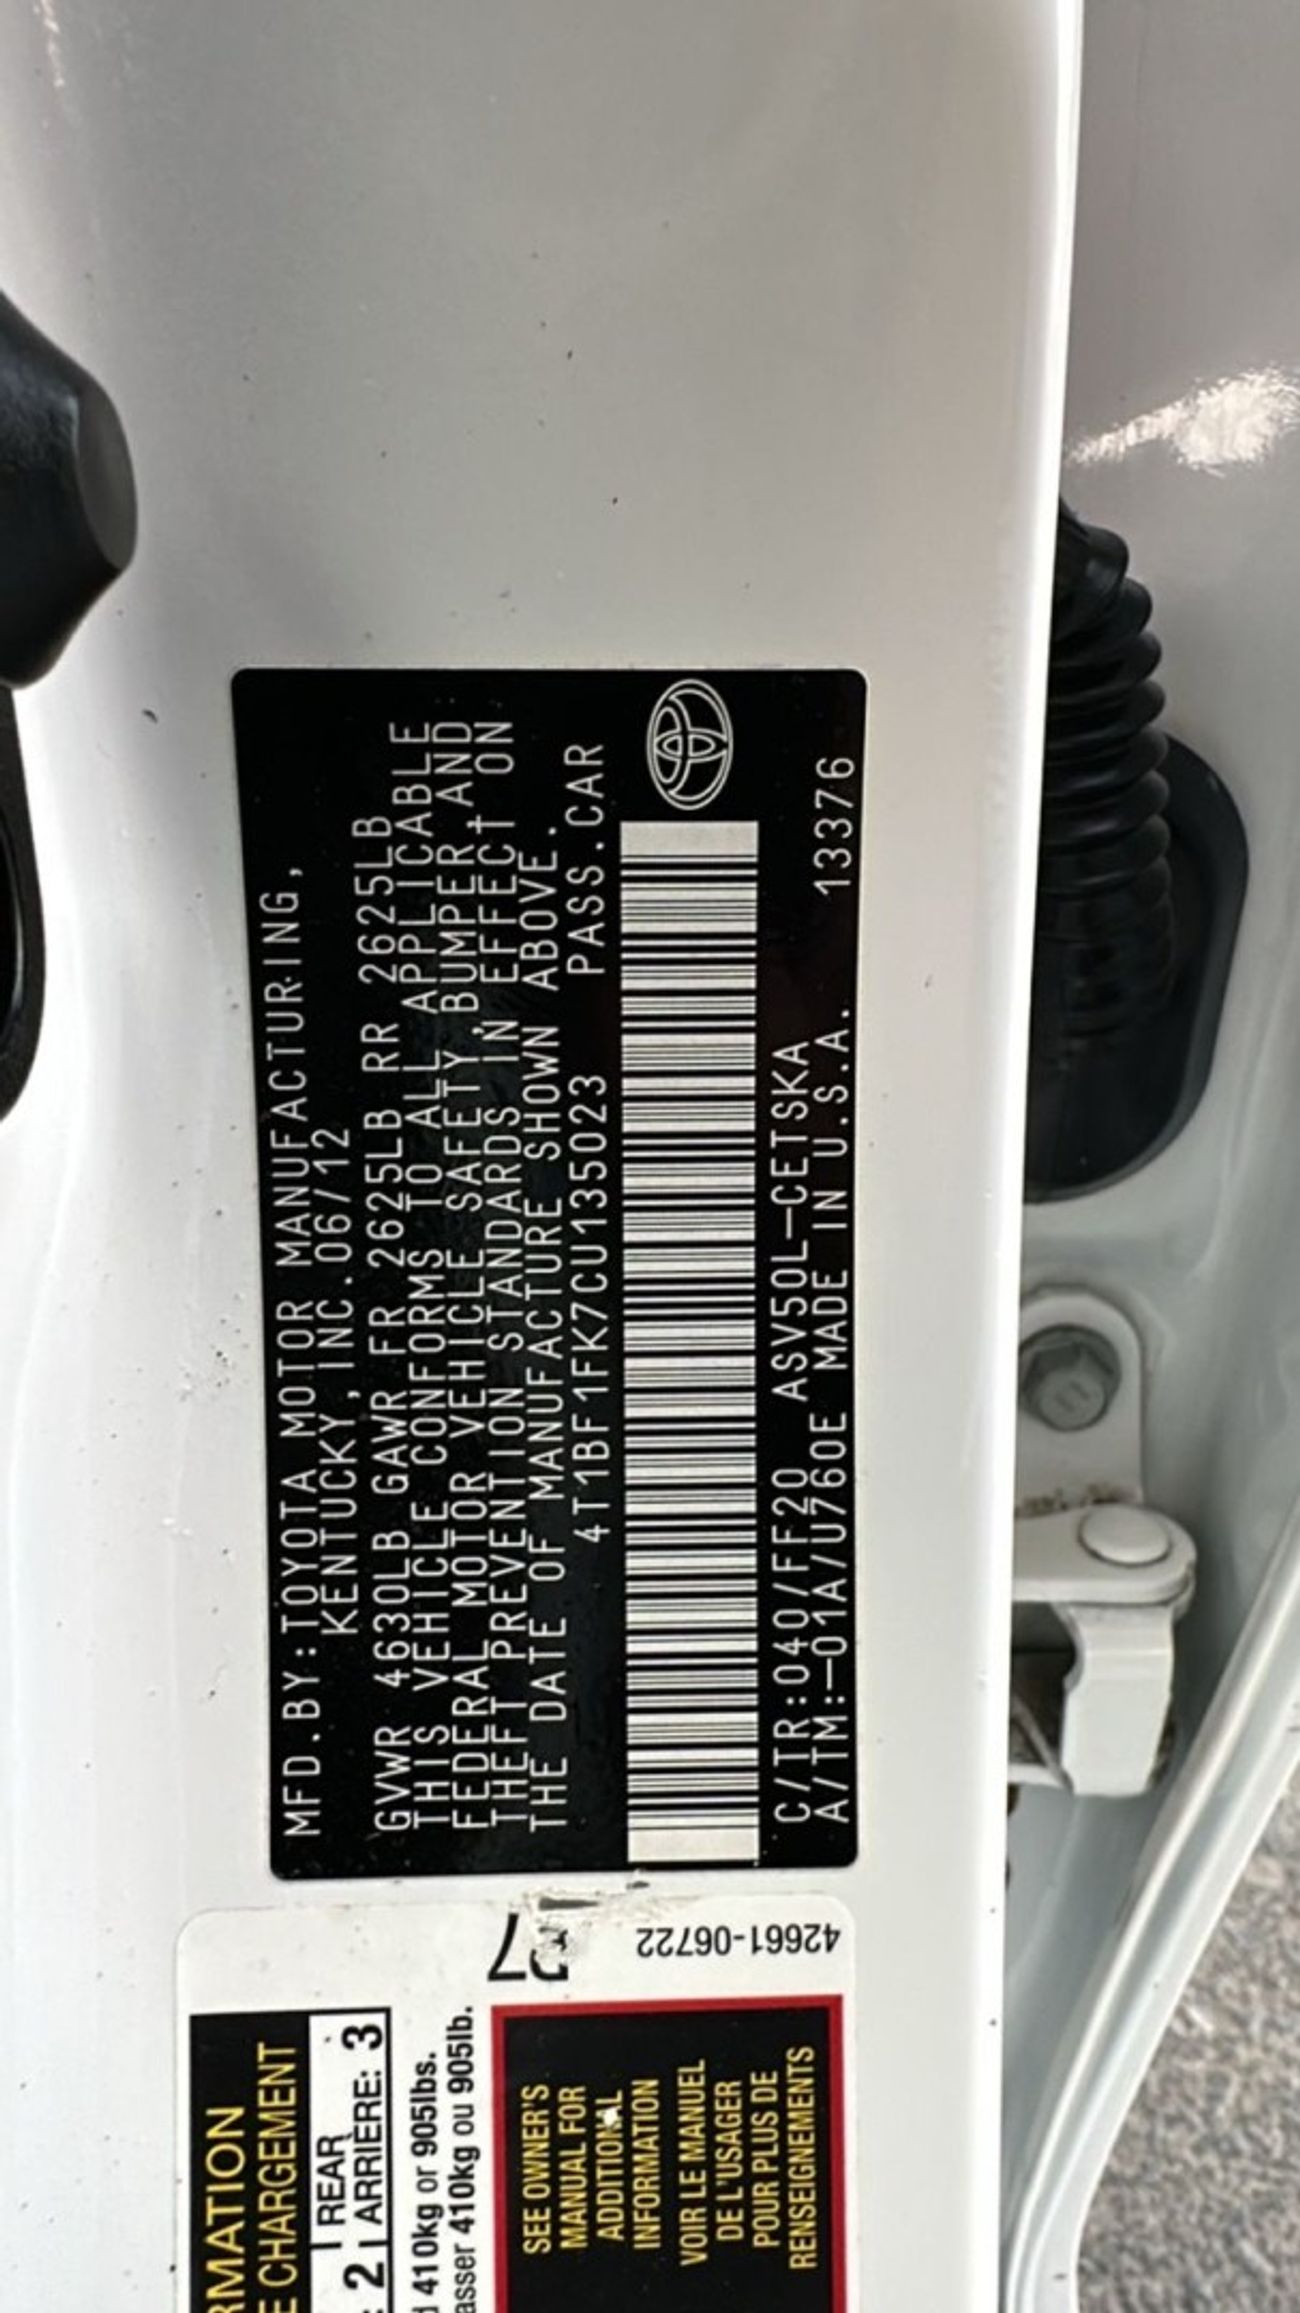 MFD.BY:TOYOTA MOTOR MANUFACTURING,
KENTUCKY,INC.06/12
GVWR 4630LB GAWR FR 2625LB RR 2625LB
THIS VEHICLE CONFORMS TO ALL APPLICABLE
FEDERAL MOTOR VEHICLE SAFETY,BUMPER,AND
THEFT PREVENTION STANDARDS IN EFFECT ON
THE DATE OF MANUFACTURE SHOWN ABOVE.
4T1BF1FK7CU135023 PASS.CAR
C/TR:040/FF20 ASV50L-CETSKA
A/TM:-01A/U760E MADE IN U.S.A. 13376
42661-06722
RMATION
E CHARGEMENT
REAR
2 ARRIERE: 3
410kg or 905lbs.
asser 410kg ou 905lb.
SEE OWNER'S
MANUAL FOR
ADDITIONAL
INFORMATION
VOIR LE MANUEL
DE L'USAGER
POUR PLUS DE
RENSEIGNEMENTS